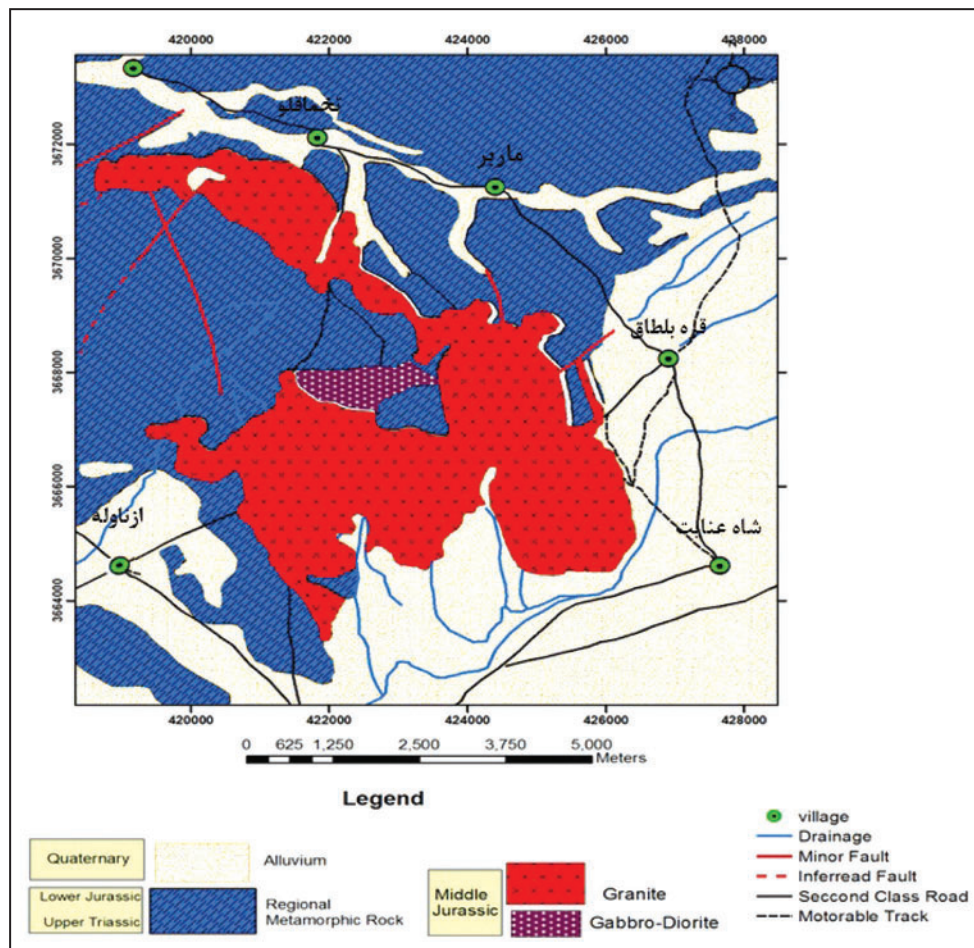 420000 422000 424000 426000 428000
تخماقلو
3672000
ماربر
3670000
قره بلطاق
3668000
3666000
ازناوله
شاه عنایت
3664000
420000 422000 424000 426000 428000
0 625 1,250 2,500 3,750 5,000
Meters
Legend
Quaternary
Alluvium
Lower Jurassic
Upper Triassic
Regional
Metamorphic Rock
Middle
Jurassic
Granite
Gabbro-Diorite
village
Drainage
Minor Fault
Inferread Fault
Seccond Class Road
Motorable Track